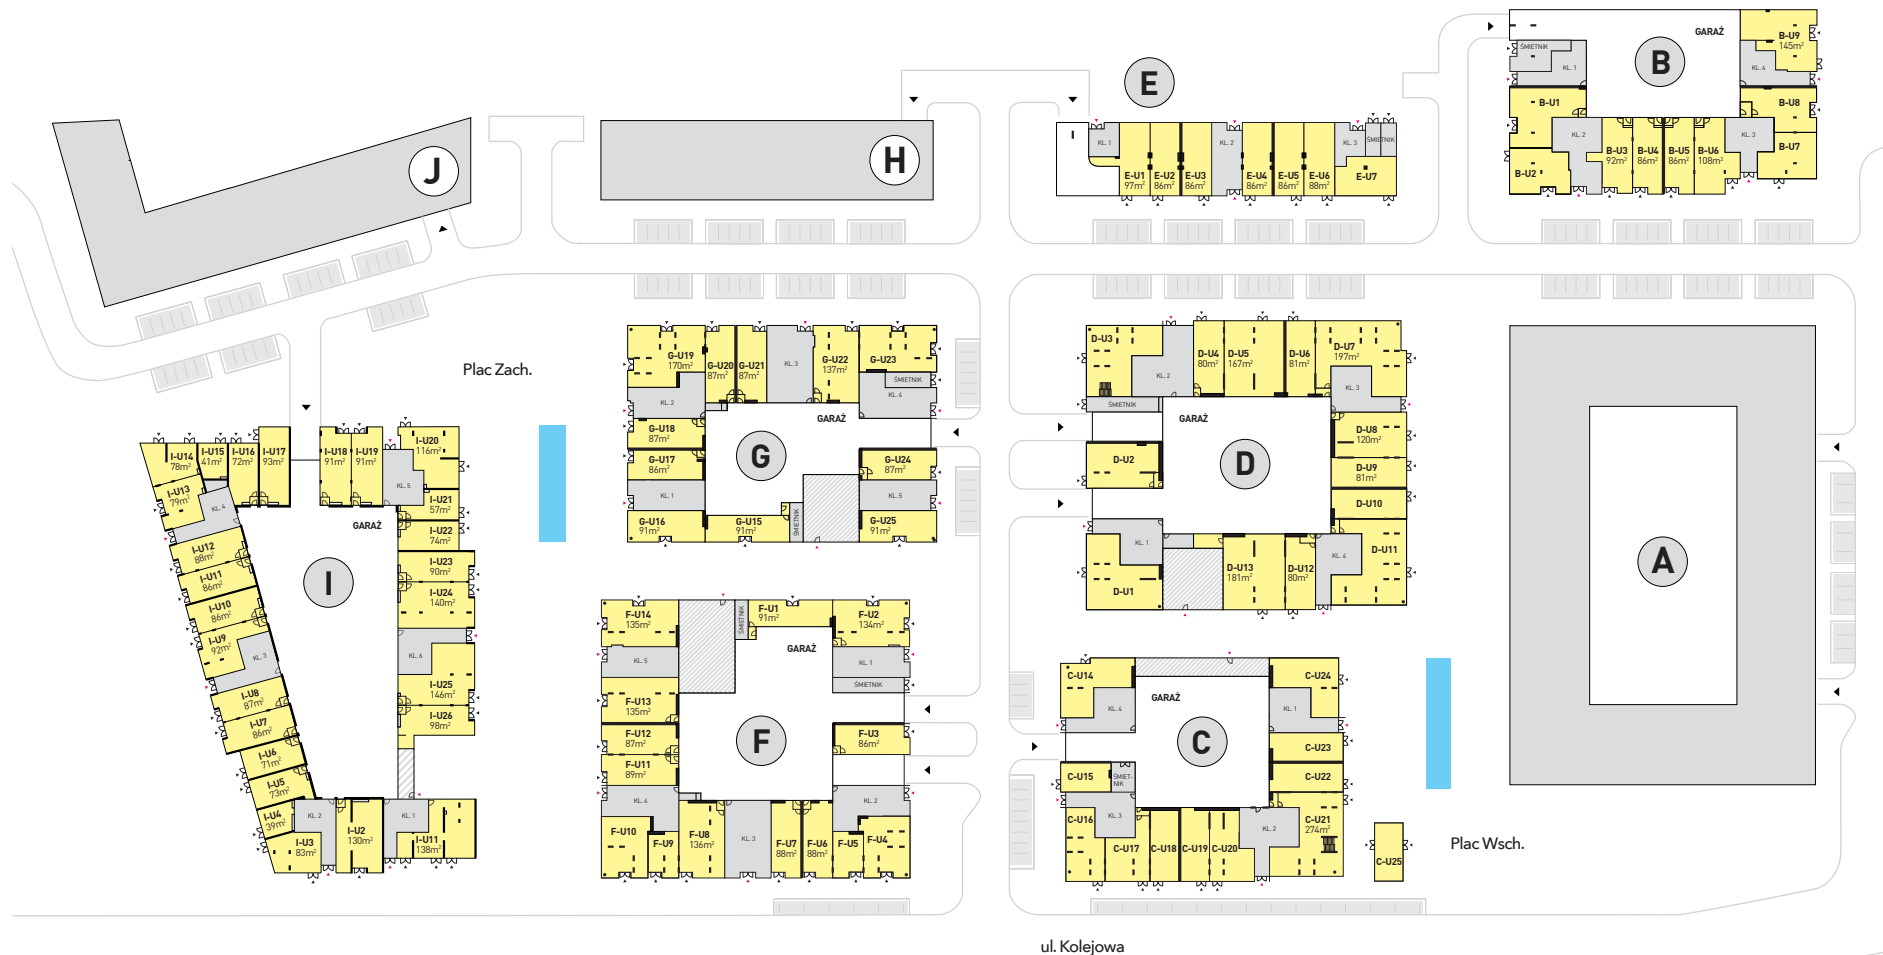 J
H
E
KL. 1
E-U1
97m²
E-U2
86m²
E-U3
86m²
KL. 2
E-U4
86m²
E-U5
86m²
E-U6
88m²
KL. 3
ŚMIETNIK
E-U7
B
GARAŻ
ŚMIETNIK
KL. 1
B-U9
145m²
KL. 4
B-U1
B-U8
KL. 2
KL. 3
B-U3
92m²
B-U4
86m²
B-U5
86m²
B-U6
108m²
B-U7
B-U2
Plac Zach.
G
GARAŻ
G-U19
170m²
G-U20
87m²
G-U21
87m²
KL. 3
G-U22
137m²
G-U23
ŚMIETNIK
KL. 2
KL. 4
G-U18
87m²
G-U17
86m²
G-U24
87m²
KL. 1
KL. 5
G-U16
91m²
G-U15
91m²
ŚMIETNIK
G-U25
91m²
D
GARAŻ
D-U3
KL. 2
D-U4
80m²
D-U5
167m²
D-U6
81m²
D-U7
197m²
KL. 3
ŚMIETNIK
D-U8
120m²
D-U2
D-U9
81m²
D-U10
KL. 1
KL. 4
D-U11
D-U1
D-U13
181m²
D-U12
80m²
A
I
GARAŻ
I-U14
78m²
I-U15
41m²
I-U16
72m²
I-U17
93m²
I-U18
91m²
I-U19
91m²
I-U20
116m²
I-U13
79m²
KL. 4
KL. 5
I-U21
57m²
I-U22
74m²
I-U12
88m²
I-U11
86m²
I-U23
90m²
I-U10
86m²
I-U24
140m²
I-U9
92m²
KL. 3
KL. 6
I-U8
87m²
I-U25
146m²
I-U7
86m²
I-U26
98m²
I-U6
71m²
I-U5
73m²
I-U4
39m²
KL. 2
I-U2
130m²
KL. 1
I-U3
83m²
I-U11
138m²
F
GARAŻ
F-U14
135m²
ŚMIETNIK
F-U1
91m²
F-U2
134m²
KL. 5
KL. 1
ŚMIETNIK
F-U13
135m²
F-U12
87m²
F-U3
86m²
F-U11
89m²
KL. 4
KL. 2
F-U10
F-U9
F-U8
136m²
KL. 3
F-U7
88m²
F-U6
88m²
F-U5
F-U4
C
GARAŻ
C-U14
C-U24
KL. 4
KL. 1
C-U23
C-U15
ŚMIET-
NIK
C-U22
C-U16
KL. 3
KL. 2
C-U21
274m²
C-U17
C-U18
C-U19
C-U20
C-U25
Plac Wsch.
ul. Kolejowa